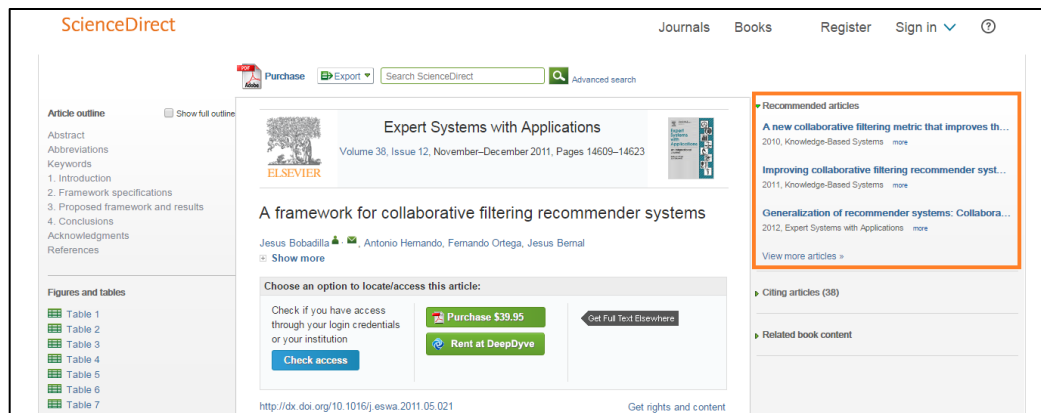 ScienceDirect
Journals Books Register Sign in ?
PDF
Adobe
Purchase Export Search ScienceDirect Advanced search
Article outline Show full outline
Abstract
Abbreviations
Keywords
1. Introduction
2. Framework specifications
3. Proposed framework and results
4. Conclusions
Acknowledgments
References
Figures and tables
Table 1
Table 2
Table 3
Table 4
Table 5
Table 6
Table 7
ELSEVIER
Expert Systems with Applications
Volume 38, Issue 12, November–December 2011, Pages 14609–14623
Expert
Systems
with
Applications
A framework for collaborative filtering recommender systems
Jesus Bobadilla · , Antonio Hernando, Fernando Ortega, Jesus Bernal
Show more
Choose an option to locate/access this article:
Check if you have access
through your login credentials
or your institution
Check access
Purchase $39.95
Rent at DeepDyve
Get Full Text Elsewhere
http://dx.doi.org/10.1016/j.eswa.2011.05.021
Get rights and content
Recommended articles
A new collaborative filtering metric that improves th...
2010, Knowledge-Based Systems more
Improving collaborative filtering recommender syst...
2011, Knowledge-Based Systems more
Generalization of recommender systems: Collabora...
2012, Expert Systems with Applications more
View more articles »
Citing articles (38)
Related book content